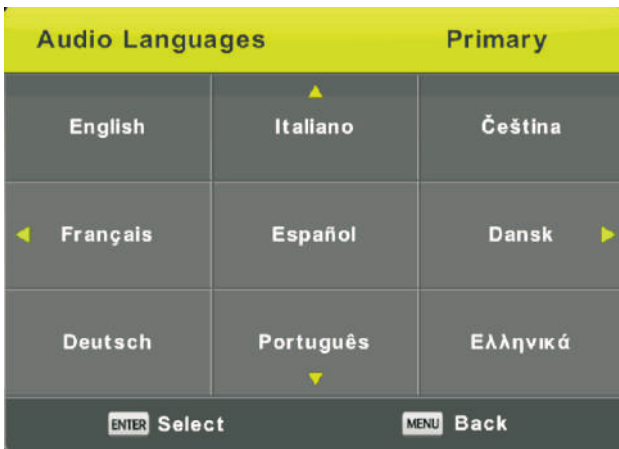 Audio Languages Primary
English Italiano Čeština
Français Español Dansk
Deutsch Português Ελληνικά
ENTER Select MENU Back